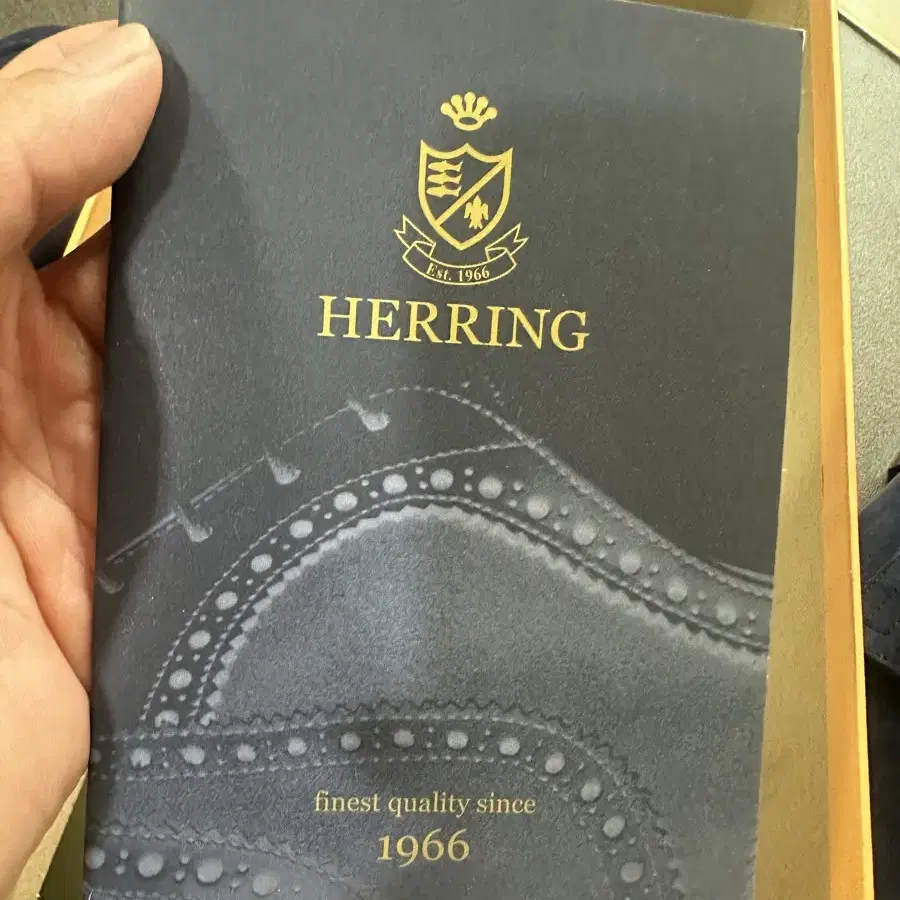 Est. 1966
HERRING
finest quality since
1966